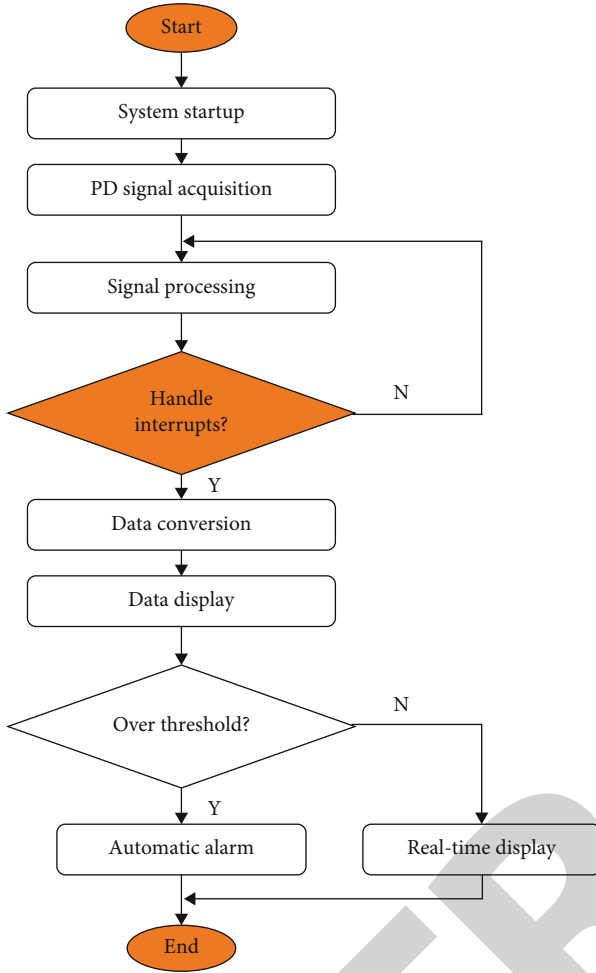 Start
System startup
PD signal acquisition
Signal processing
Handle
interrupts?
N
Y
Data conversion
Data display
Over threshold?
N
Y
Automatic alarm
Real-time display
End